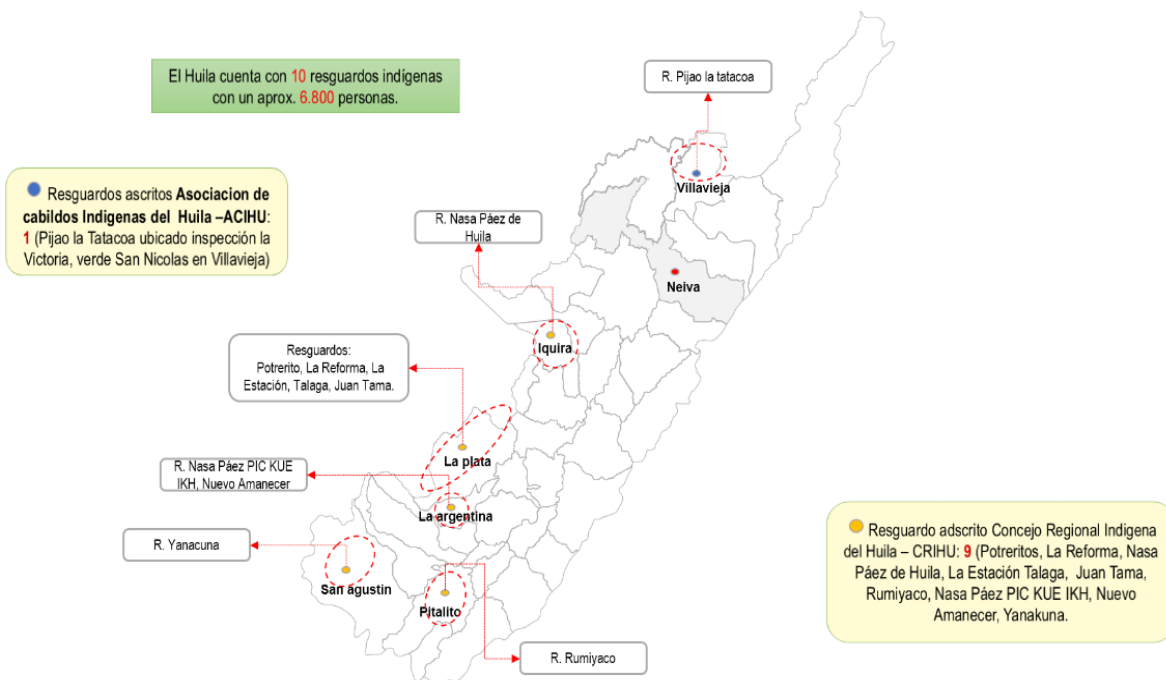 El Huila cuenta con 10 resguardos indígenas
con un aprox. 6.800 personas.
R. Pijao la tatacoa
Resguardos ascritos Asociacion de
cabildos Indigenas del Huila –ACIHU:
1 (Pijao la Tatacoa ubicado inspección la
Victoria, verde San Nicolas en Villavieja)
Villavieja
R. Nasa Páez de
Huila
Neiva
Iquira
Resguardos:
Potrerito, La Reforma, La
Estación, Talaga, Juan Tama.
La plata
R. Nasa Páez PIC KUE
IKH, Nuevo Amanecer
La argentina
R. Yanacuna
San agustin
Pitalito
R. Rumiyaco
Resguardo adscrito Concejo Regional Indígena
del Huila – CRIHU: 9 (Potreritos, La Reforma, Nasa
Páez de Huila, La Estación Talaga, Juan Tama,
Rumiyaco, Nasa Páez PIC KUE IKH, Nuevo
Amanecer, Yanakuna.